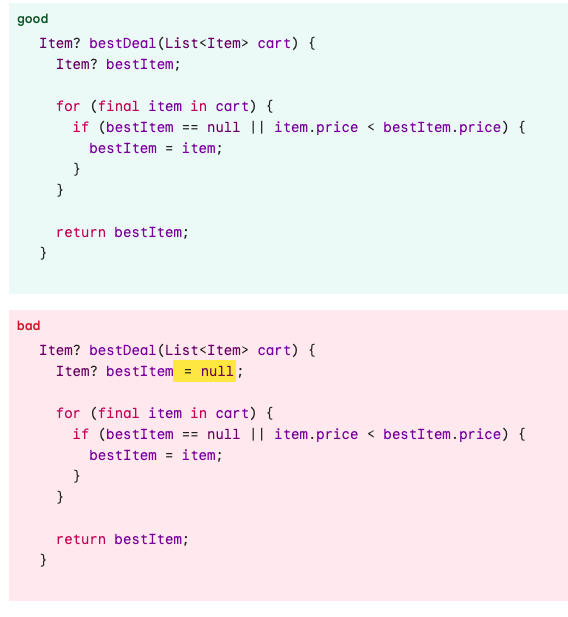 good
Item? bestDeal(List<Item> cart) {
  Item? bestItem;

  for (final item in cart) {
    if (bestItem == null || item.price < bestItem.price) {
      bestItem = item;
    }
  }

  return bestItem;
}
bad
Item? bestDeal(List<Item> cart) {
  Item? bestItem = null;

  for (final item in cart) {
    if (bestItem == null || item.price < bestItem.price) {
      bestItem = item;
    }
  }

  return bestItem;
}